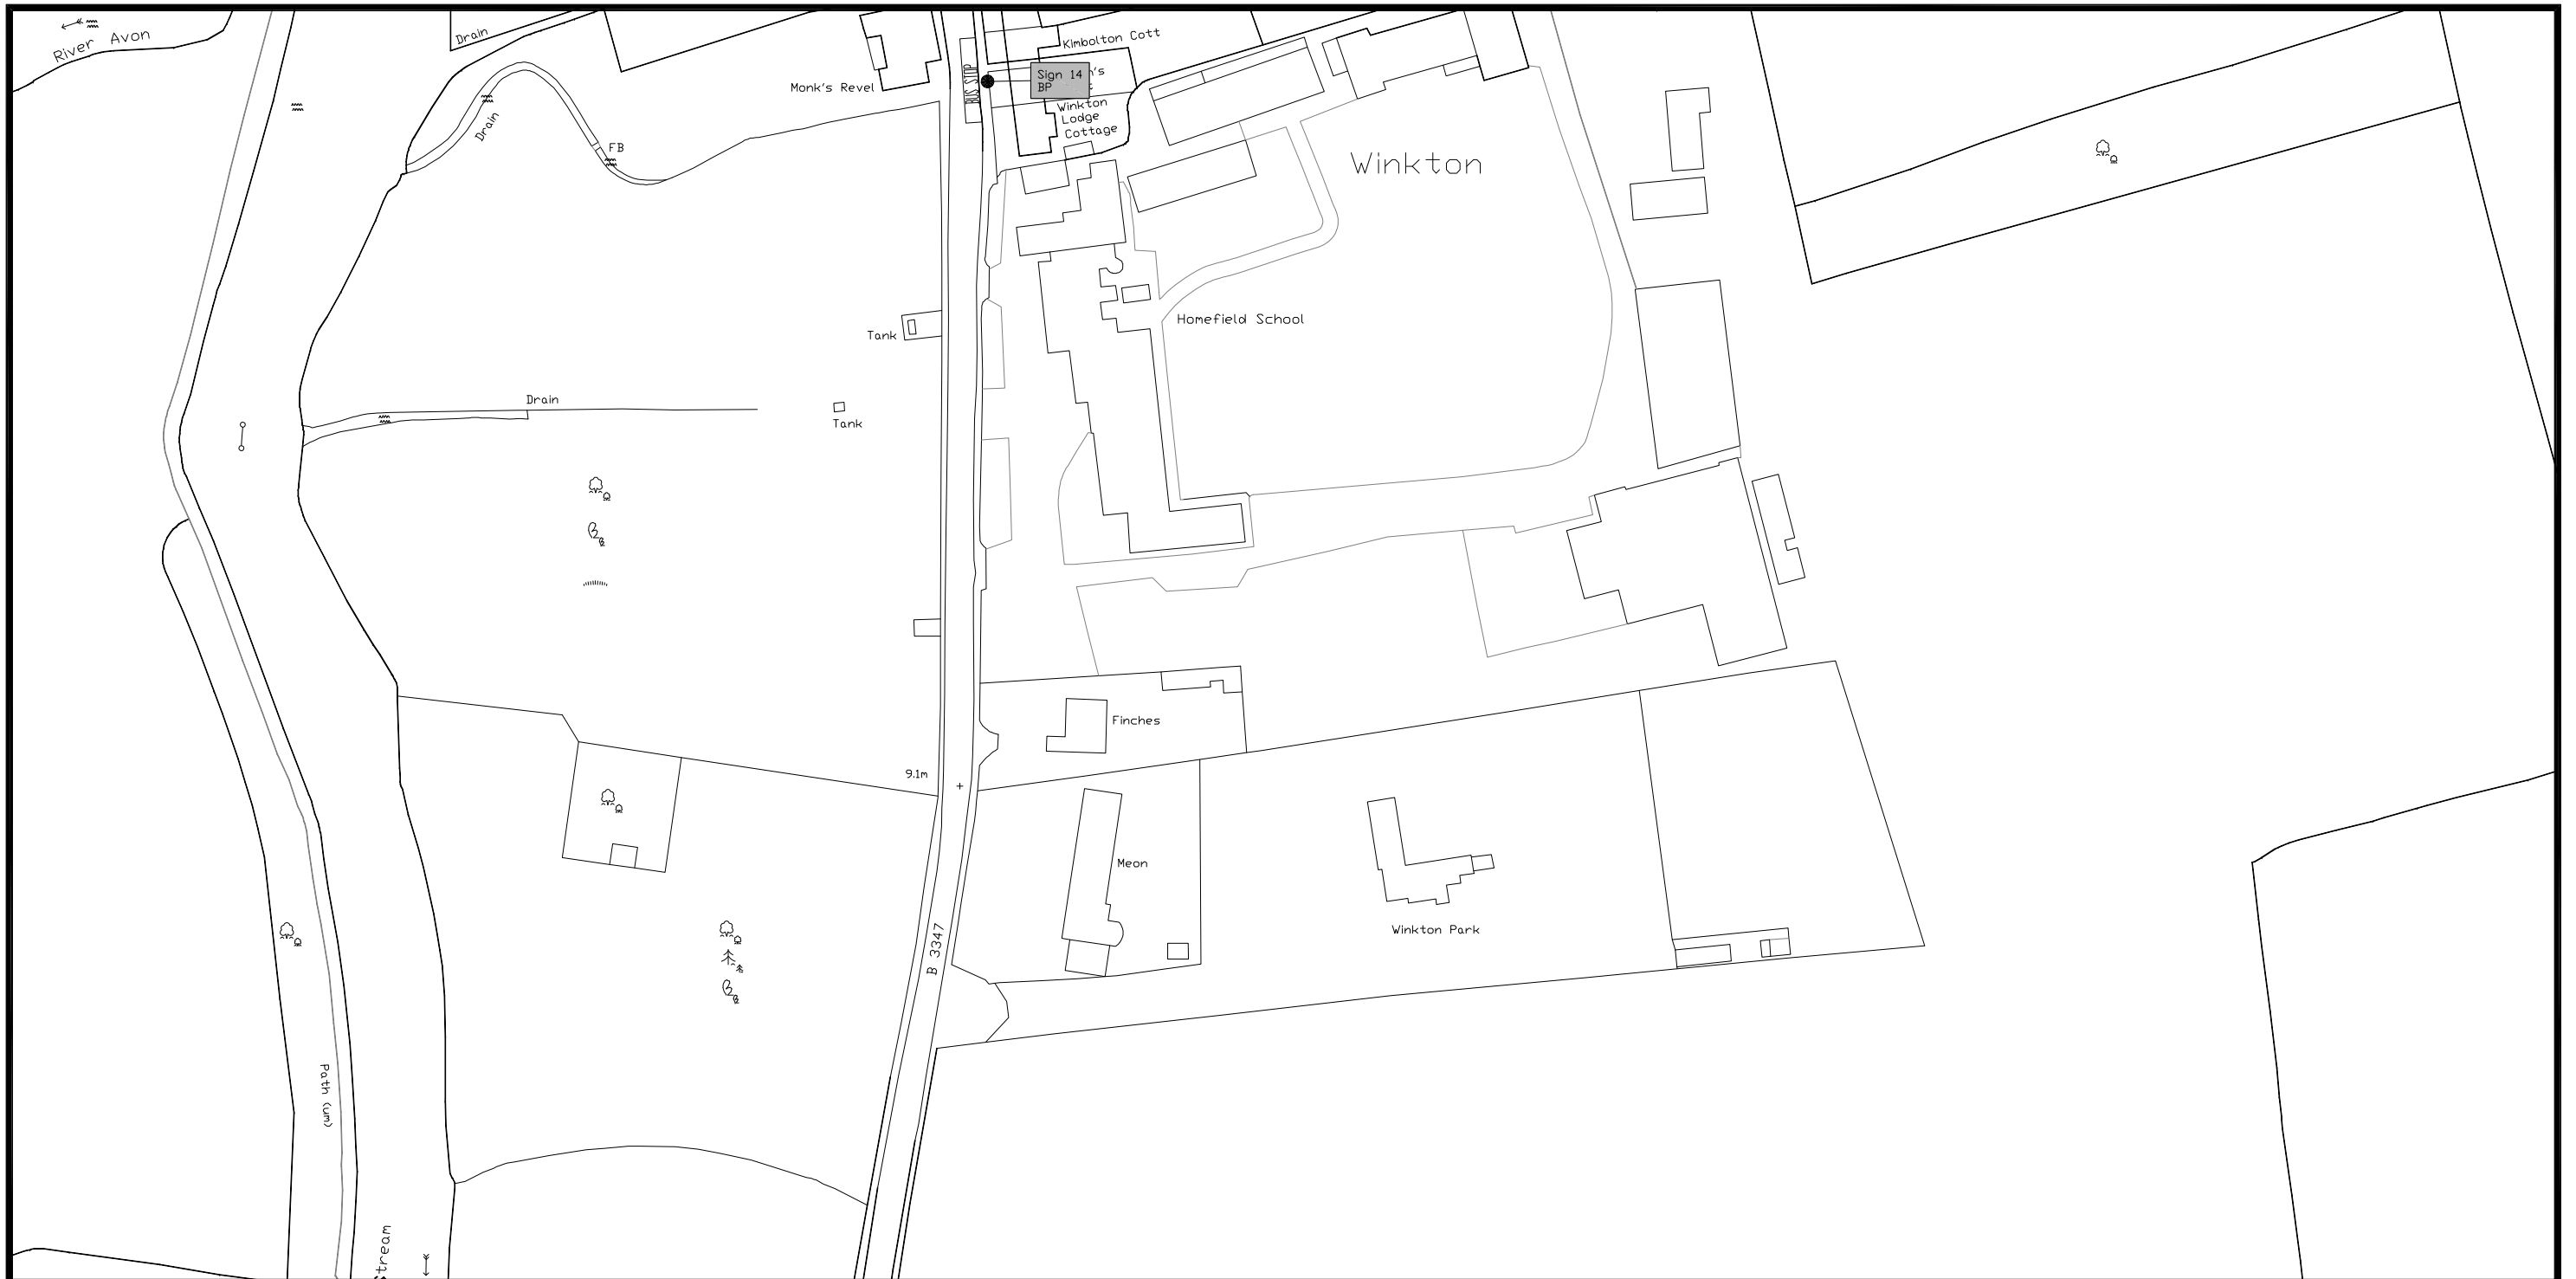 River Avon
Drain
Kimbolton Cott
Monk's Revel
BUS STOP
Sign 14
BP
n's
Winkton
Lodge
Cottage
Drain
FB
Winkton
Homefield School
Tank
Drain
Tank
Finches
9.1m
Meon
Winkton Park
B 3347
Path (um)
Stream